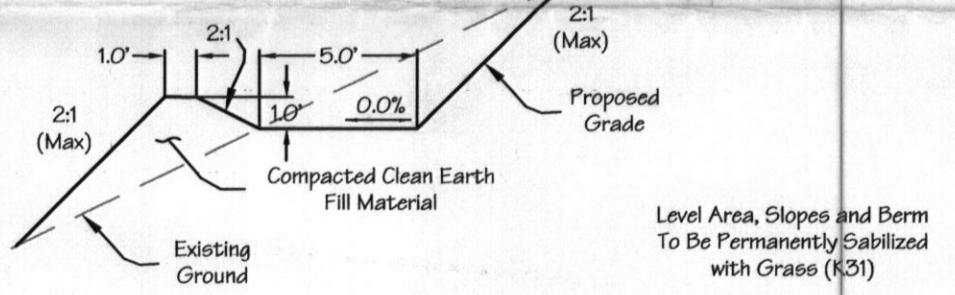 2:1
(Max)
2:1
1.0'
5.0'
1.0'
0.0%
2:1
(Max)
Proposed
Grade
Compacted Clean Earth
Fill Material
Existing
Ground
Level Area, Slopes and Berm
To Be Permanently Sabilized
with Grass (K31)